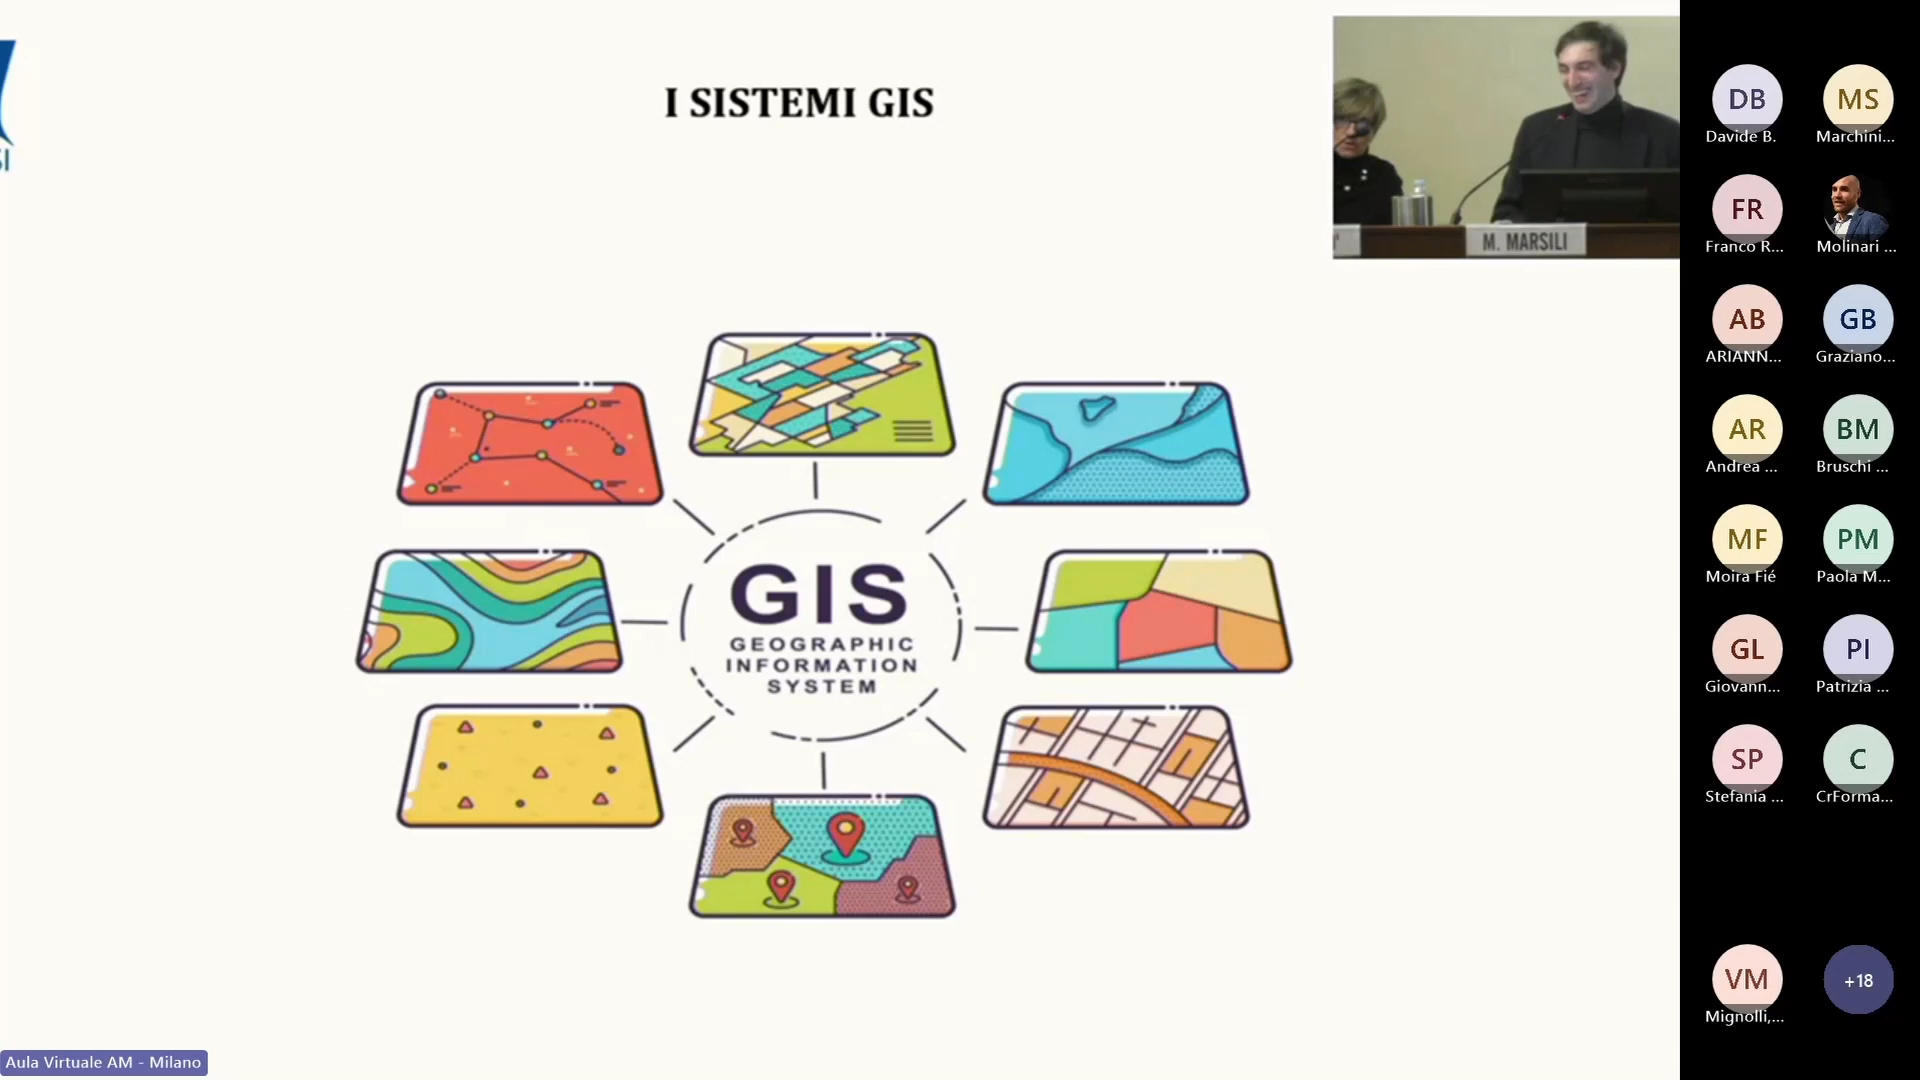 I SISTEMI GIS
GIS
GEOGRAPHIC
INFORMATION
SYSTEM
M. MARSILI
DB
Davide B.
MS
Marchini...
FR
Franco R...
Molinari ...
AB
ARIANN...
GB
Graziano...
AR
Andrea ...
BM
Bruschi ...
MF
Moira Fié
PM
Paola M...
GL
Giovann...
PI
Patrizia ...
SP
Stefania ...
C
CrForma...
VM
Mignolli,...
+18
Aula Virtuale AM - Milano